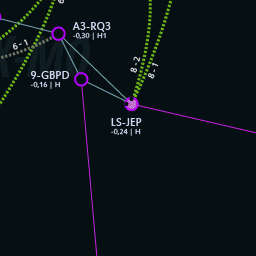 A3-RQ3
-0,30 | H1
6 - 1
9-GBPD
-0,16 | H
8 - 2
8 - 1
LS-JEP
-0,24 | H